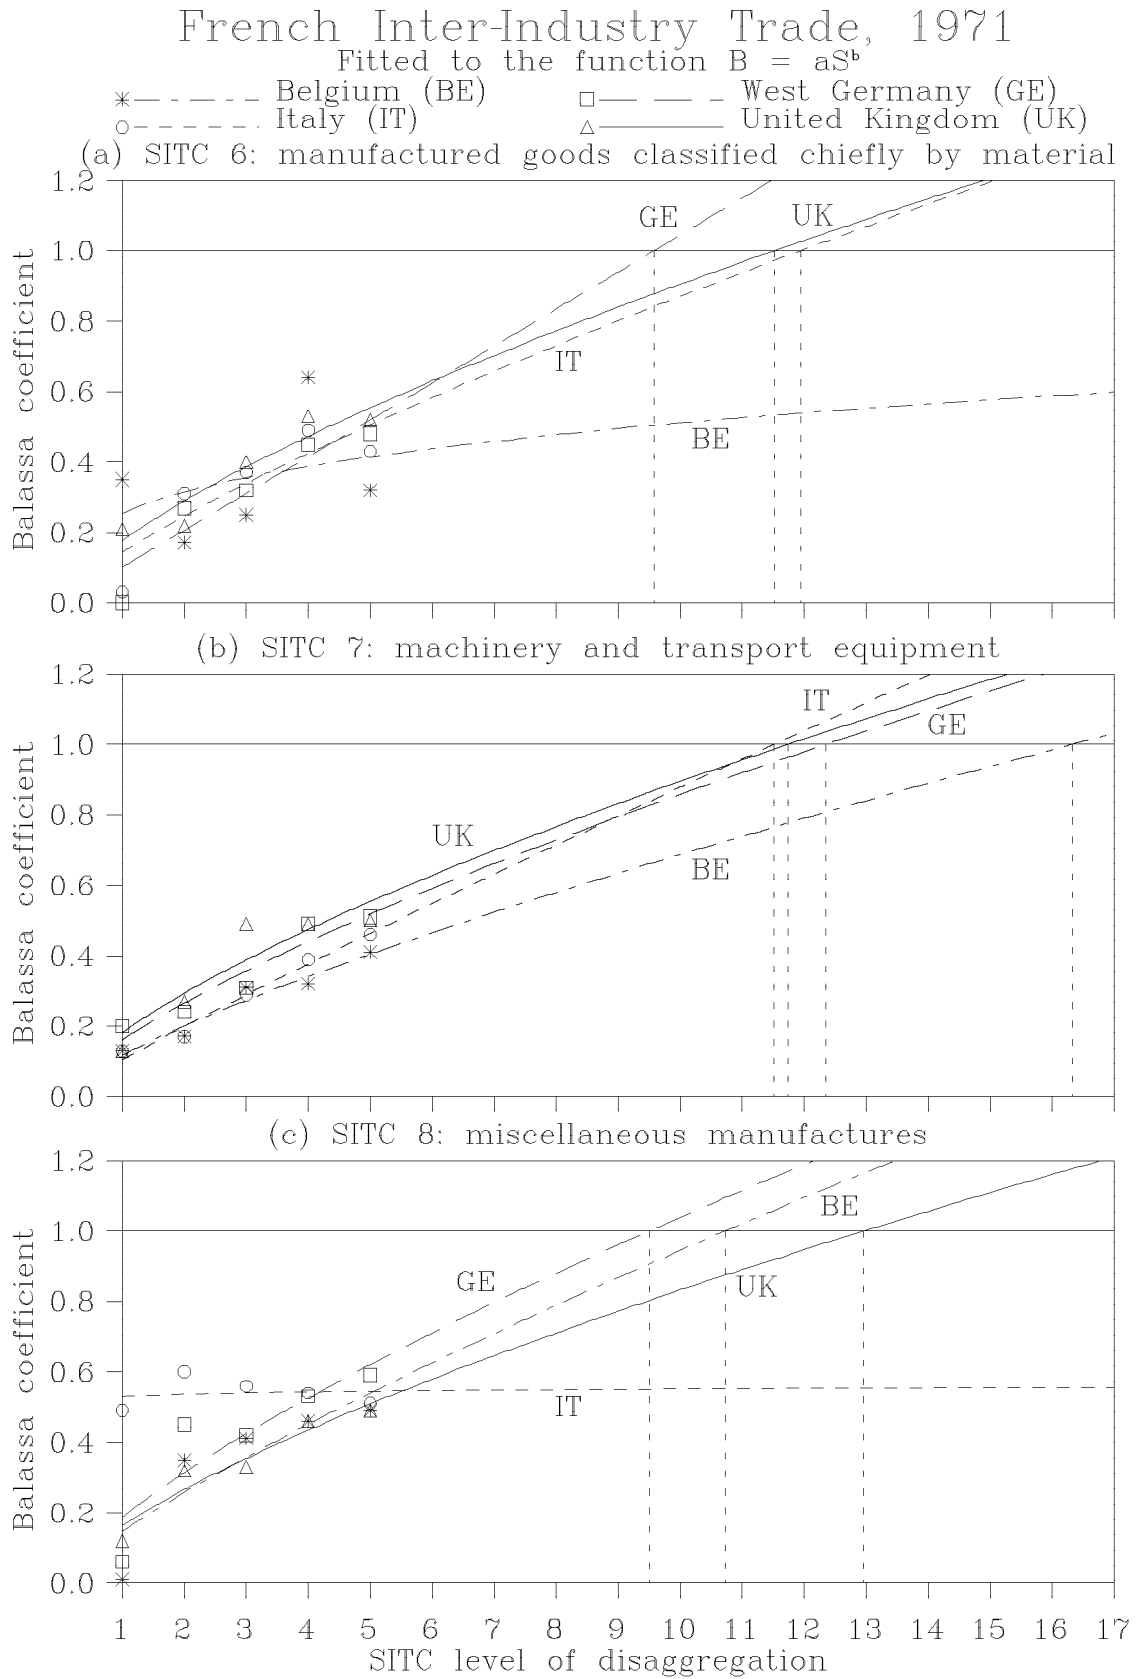 French Inter-Industry Trade, 1971
Fitted to the function B = aSᵇ
Belgium (BE) West Germany (GE)
Italy (IT) United Kingdom (UK)
(a) SITC 6: manufactured goods classified chiefly by material
Balassa coefficient
1.2
1.0
0.8
0.6
0.4
0.2
0.0
GE
UK
IT
BE
(b) SITC 7: machinery and transport equipment
Balassa coefficient
1.2
1.0
0.8
0.6
0.4
0.2
0.0
IT
GE
UK
BE
(c) SITC 8: miscellaneous manufactures
Balassa coefficient
1.2
1.0
0.8
0.6
0.4
0.2
0.0
BE
GE
UK
IT
1 2 3 4 5 6 7 8 9 10 11 12 13 14 15 16 17
SITC level of disaggregation